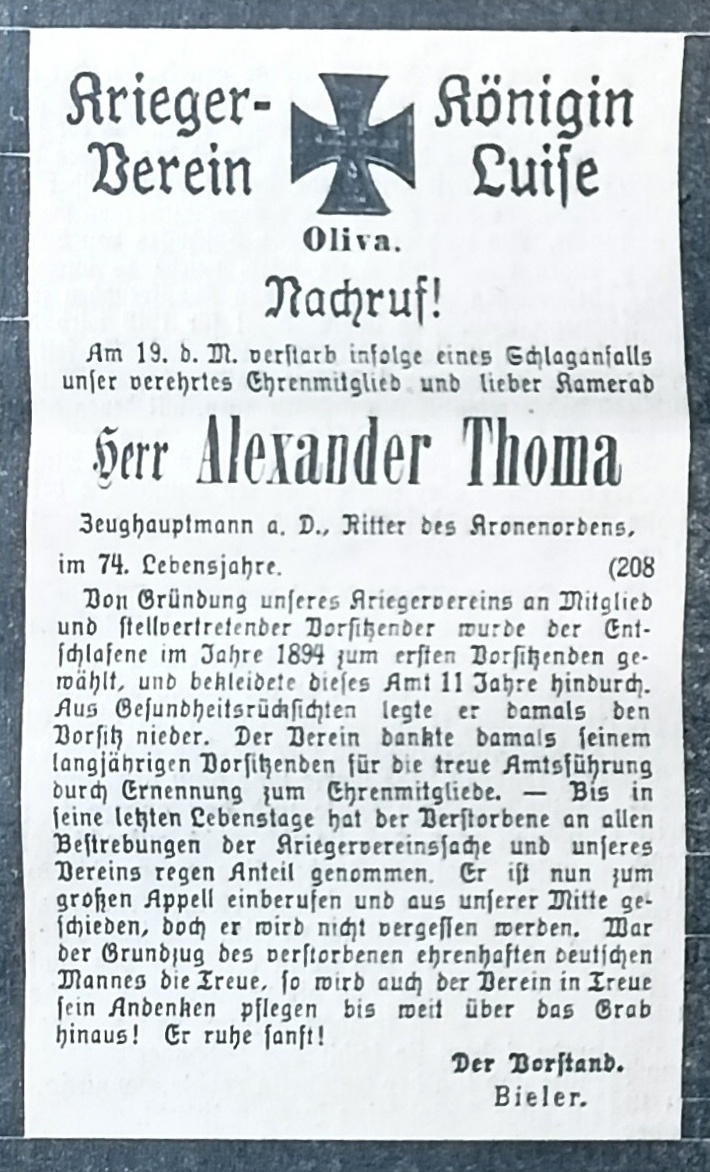 Krieger- Königin
Verein Luise
Oliva.
Nachruf!
Am 19. d. M. verstarb infolge eines Schlaganfalls
unser verehrtes Ehrenmitglied und lieber Kamerad
Herr Alexander Thoma
Zeughauptmann a. D., Ritter des Kronenordens,
im 74. Lebensjahre. (208
Von Gründung unseres Kriegervereins an Mitglied
und stellvertretender Vorsitzender wurde der Ent-
schlafene im Jahre 1894 zum ersten Vorsitzenden ge-
wählt, und bekleidete dieses Amt 11 Jahre hindurch.
Aus Gesundheitsrücksichten legte er damals den
Vorsitz nieder. Der Verein dankte damals seinem
langjährigen Vorsitzenden für die treue Amtsführung
durch Ernennung zum Ehrenmitgliede. — Bis in
seine letzten Lebenstage hat der Verstorbene an allen
Bestrebungen der Kriegervereinssache und unseres
Vereins regen Anteil genommen. Er ist nun zum
großen Appell einberufen und aus unserer Mitte ge-
schieden, doch er wird nicht vergessen werden. War
der Grundzug des verstorbenen ehrenhaften deutschen
Mannes die Treue, so wird auch der Verein in Treue
sein Andenken pflegen bis weit über das Grab
hinaus! Er ruhe sanft!
Der Vorstand.
Bieler.